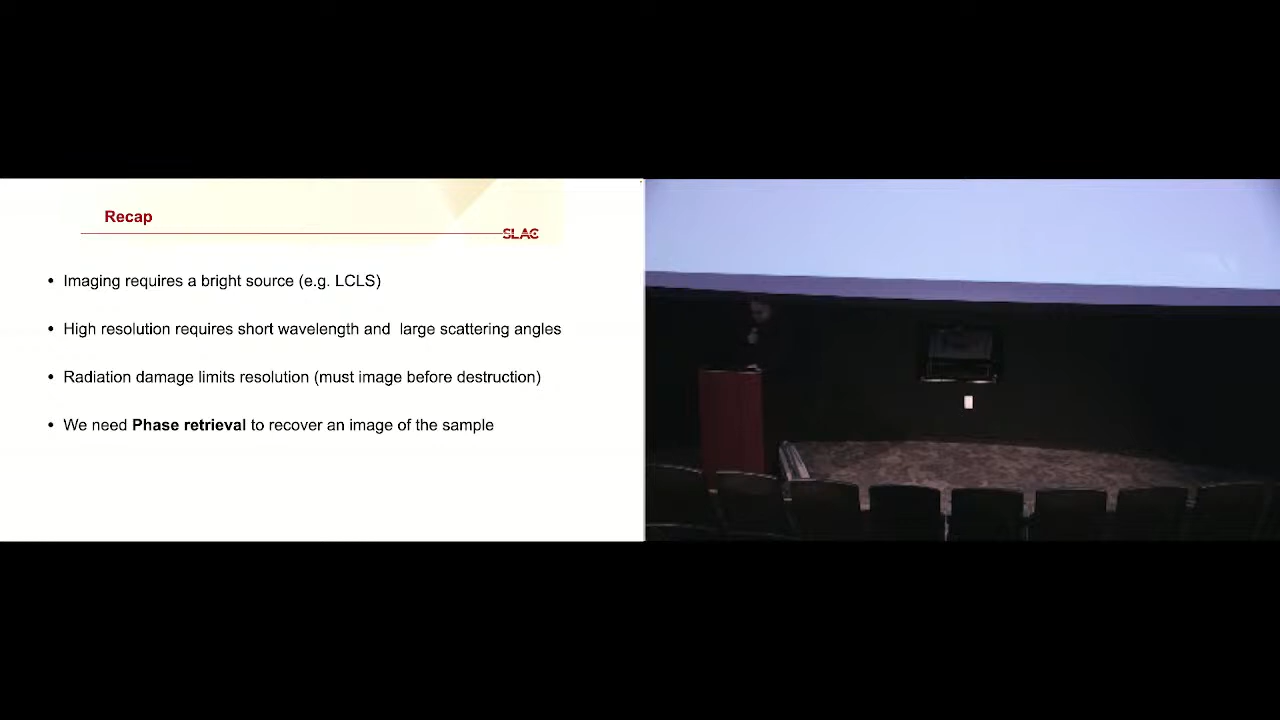 Recap
SLAC
• Imaging requires a bright source (e.g. LCLS)
• High resolution requires short wavelength and large scattering angles
• Radiation damage limits resolution (must image before destruction)
• We need Phase retrieval to recover an image of the sample